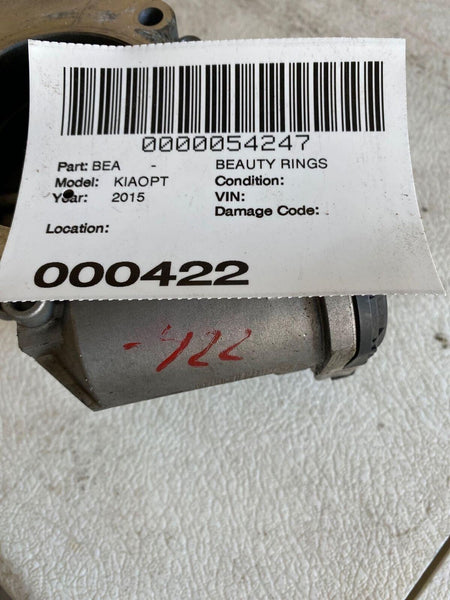 0000054247
Part: BEA - BEAUTY RINGS
Model: KIAOPT Condition:
Year: 2015 VIN:
Damage Code:
Location:
000422
-422